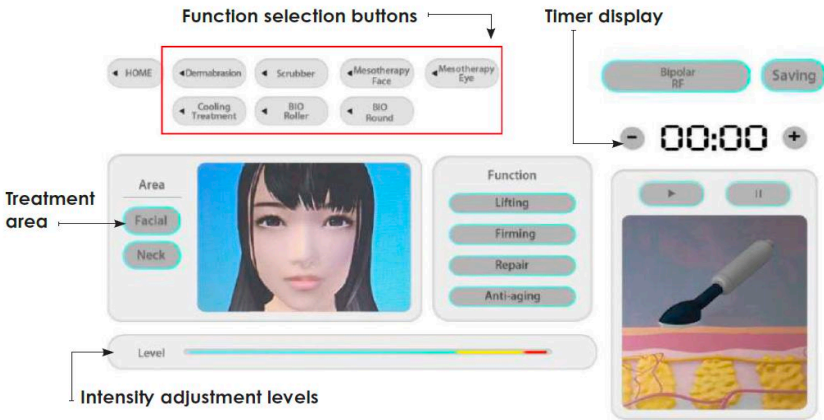 Function selection buttons
Timer display
HOME
Dermabrasion
Scrubber
Mesotherapy
Face
Mesotherapy
Eye
Cooling
Treatment
BIO
Roller
BIO
Round
Bipolar
RF
Saving
- 00:00 +
Treatment
area
Area
Facial
Neck
Function
Lifting
Firming
Repair
Anti-aging
Level
Intensity adjustment levels